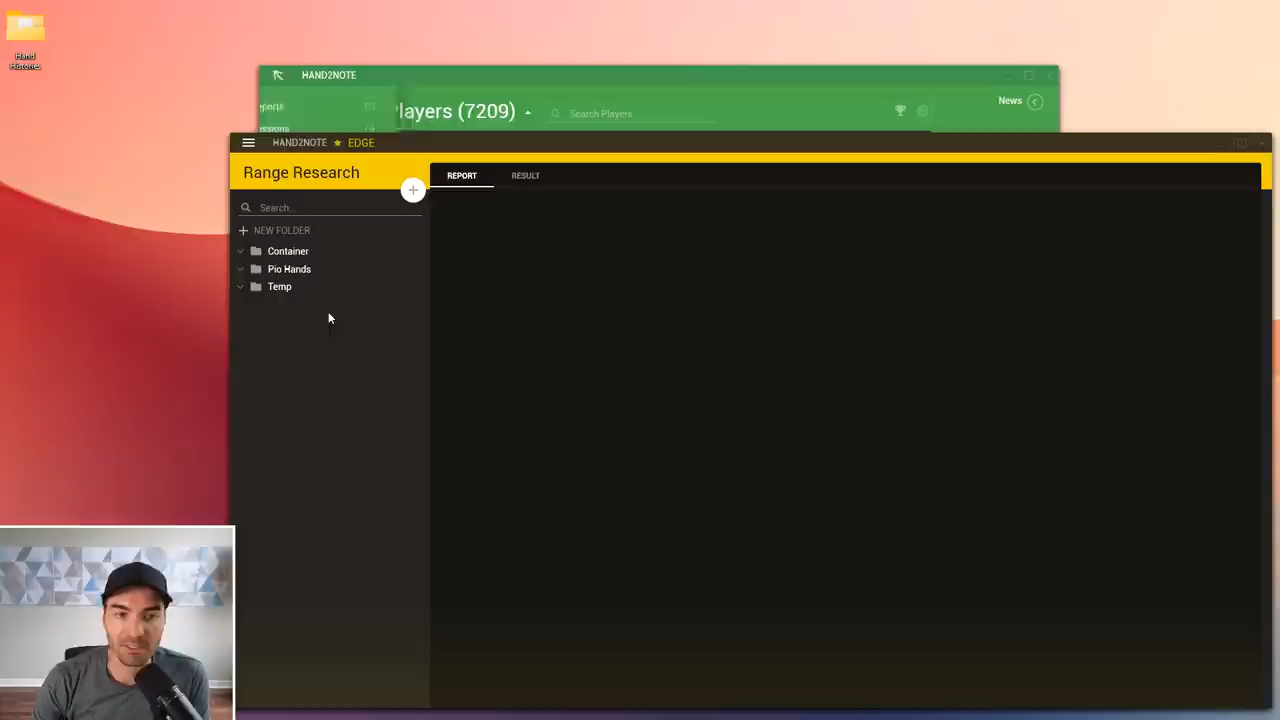 Hand
Histories
HAND2NOTE
Players (7209)
Search Players
News
HAND2NOTE ★ EDGE
Range Research
+
REPORT
RESULT
Search...
+ NEW FOLDER
Container
Pio Hands
Temp